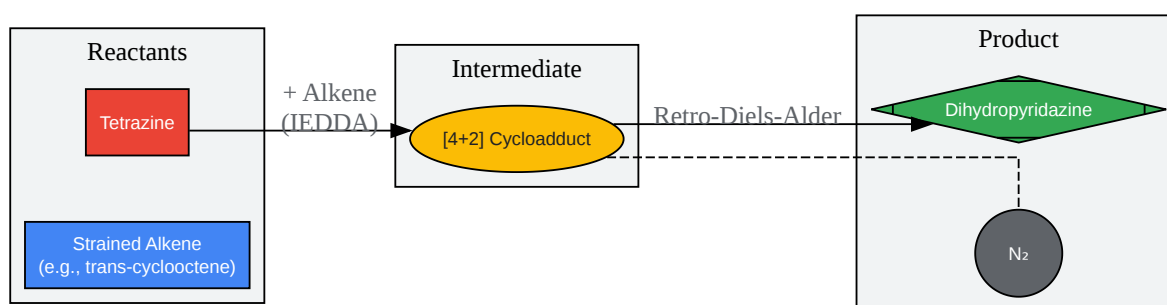 Reactants
Tetrazine
Strained Alkene
(e.g., trans-cyclooctene)
+ Alkene
(IEDDA)
Intermediate
[4+2] Cycloadduct
Retro-Diels-Alder
Product
Dihydropyridazine
N₂